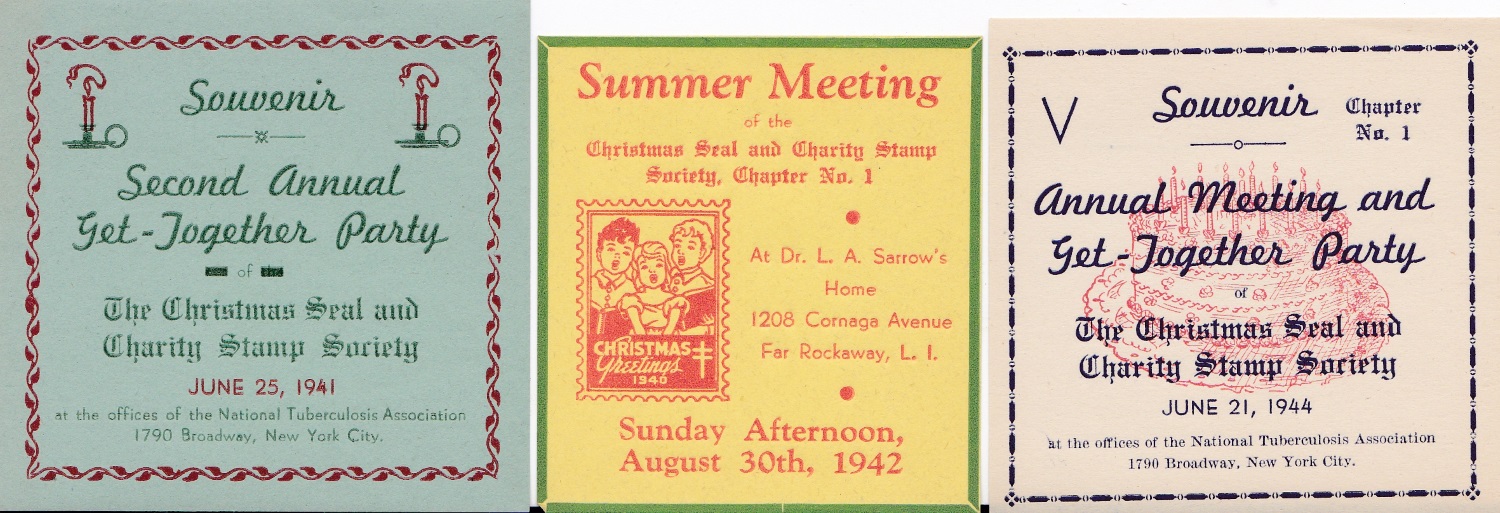 Souvenir
Second Annual
Get-Together Party
of the
The Christmas Seal and
Charity Stamp Society
JUNE 25, 1941
at the offices of the National Tuberculosis Association
1790 Broadway, New York City.
Summer Meeting
of the
Christmas Seal and Charity Stamp
Society, Chapter No. 1
CHRISTMAS
Greetings
1940
At Dr. L. A. Sarrow's
Home
1208 Cornaga Avenue
Far Rockaway, L. I.
Sunday Afternoon,
August 30th, 1942
V
Souvenir
Chapter
No. 1
Annual Meeting and
Get-Together Party
of
The Christmas Seal and
Charity Stamp Society
JUNE 21, 1944
at the offices of the National Tuberculosis Association
1790 Broadway, New York City.